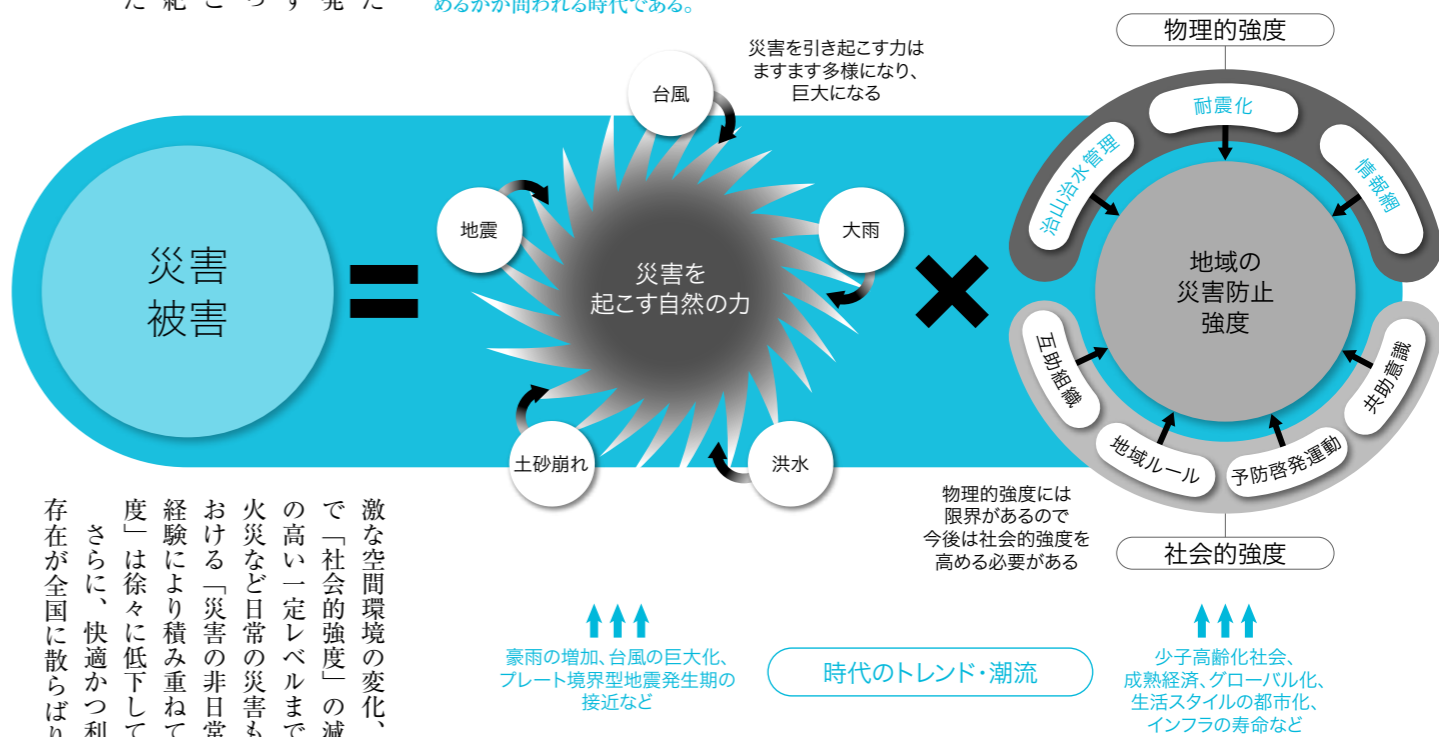 めるかが問われる時代である。
物理的強度
災害を引き起こす力は
ますます多様になり、
巨大になる
台風
耐震化
治山治水管理
情報網
地震
大雨
災害
被害
=
災害を
起こす自然の力
×
地域の
災害防止
強度
互助組織
共助意識
地域ルール
予防啓発運動
土砂崩れ
洪水
物理的強度には
限界があるので
今後は社会的強度を
高める必要がある
社会的強度
激な空間環境の変化、
で「社会的強度」の減
の高い一定レベルまで
火災など日常の災害も
おける「災害の非日常
経験により積み重ねて
度」は徐々に低下して
さらに、快適かつ利
存在が全国に散らばり
豪雨の増加、台風の巨大化、
プレート境界型地震発生期の
接近など
時代のトレンド・潮流
少子高齢化社会、
成熟経済、グローバル化、
生活スタイルの都市化、
インフラの寿命など